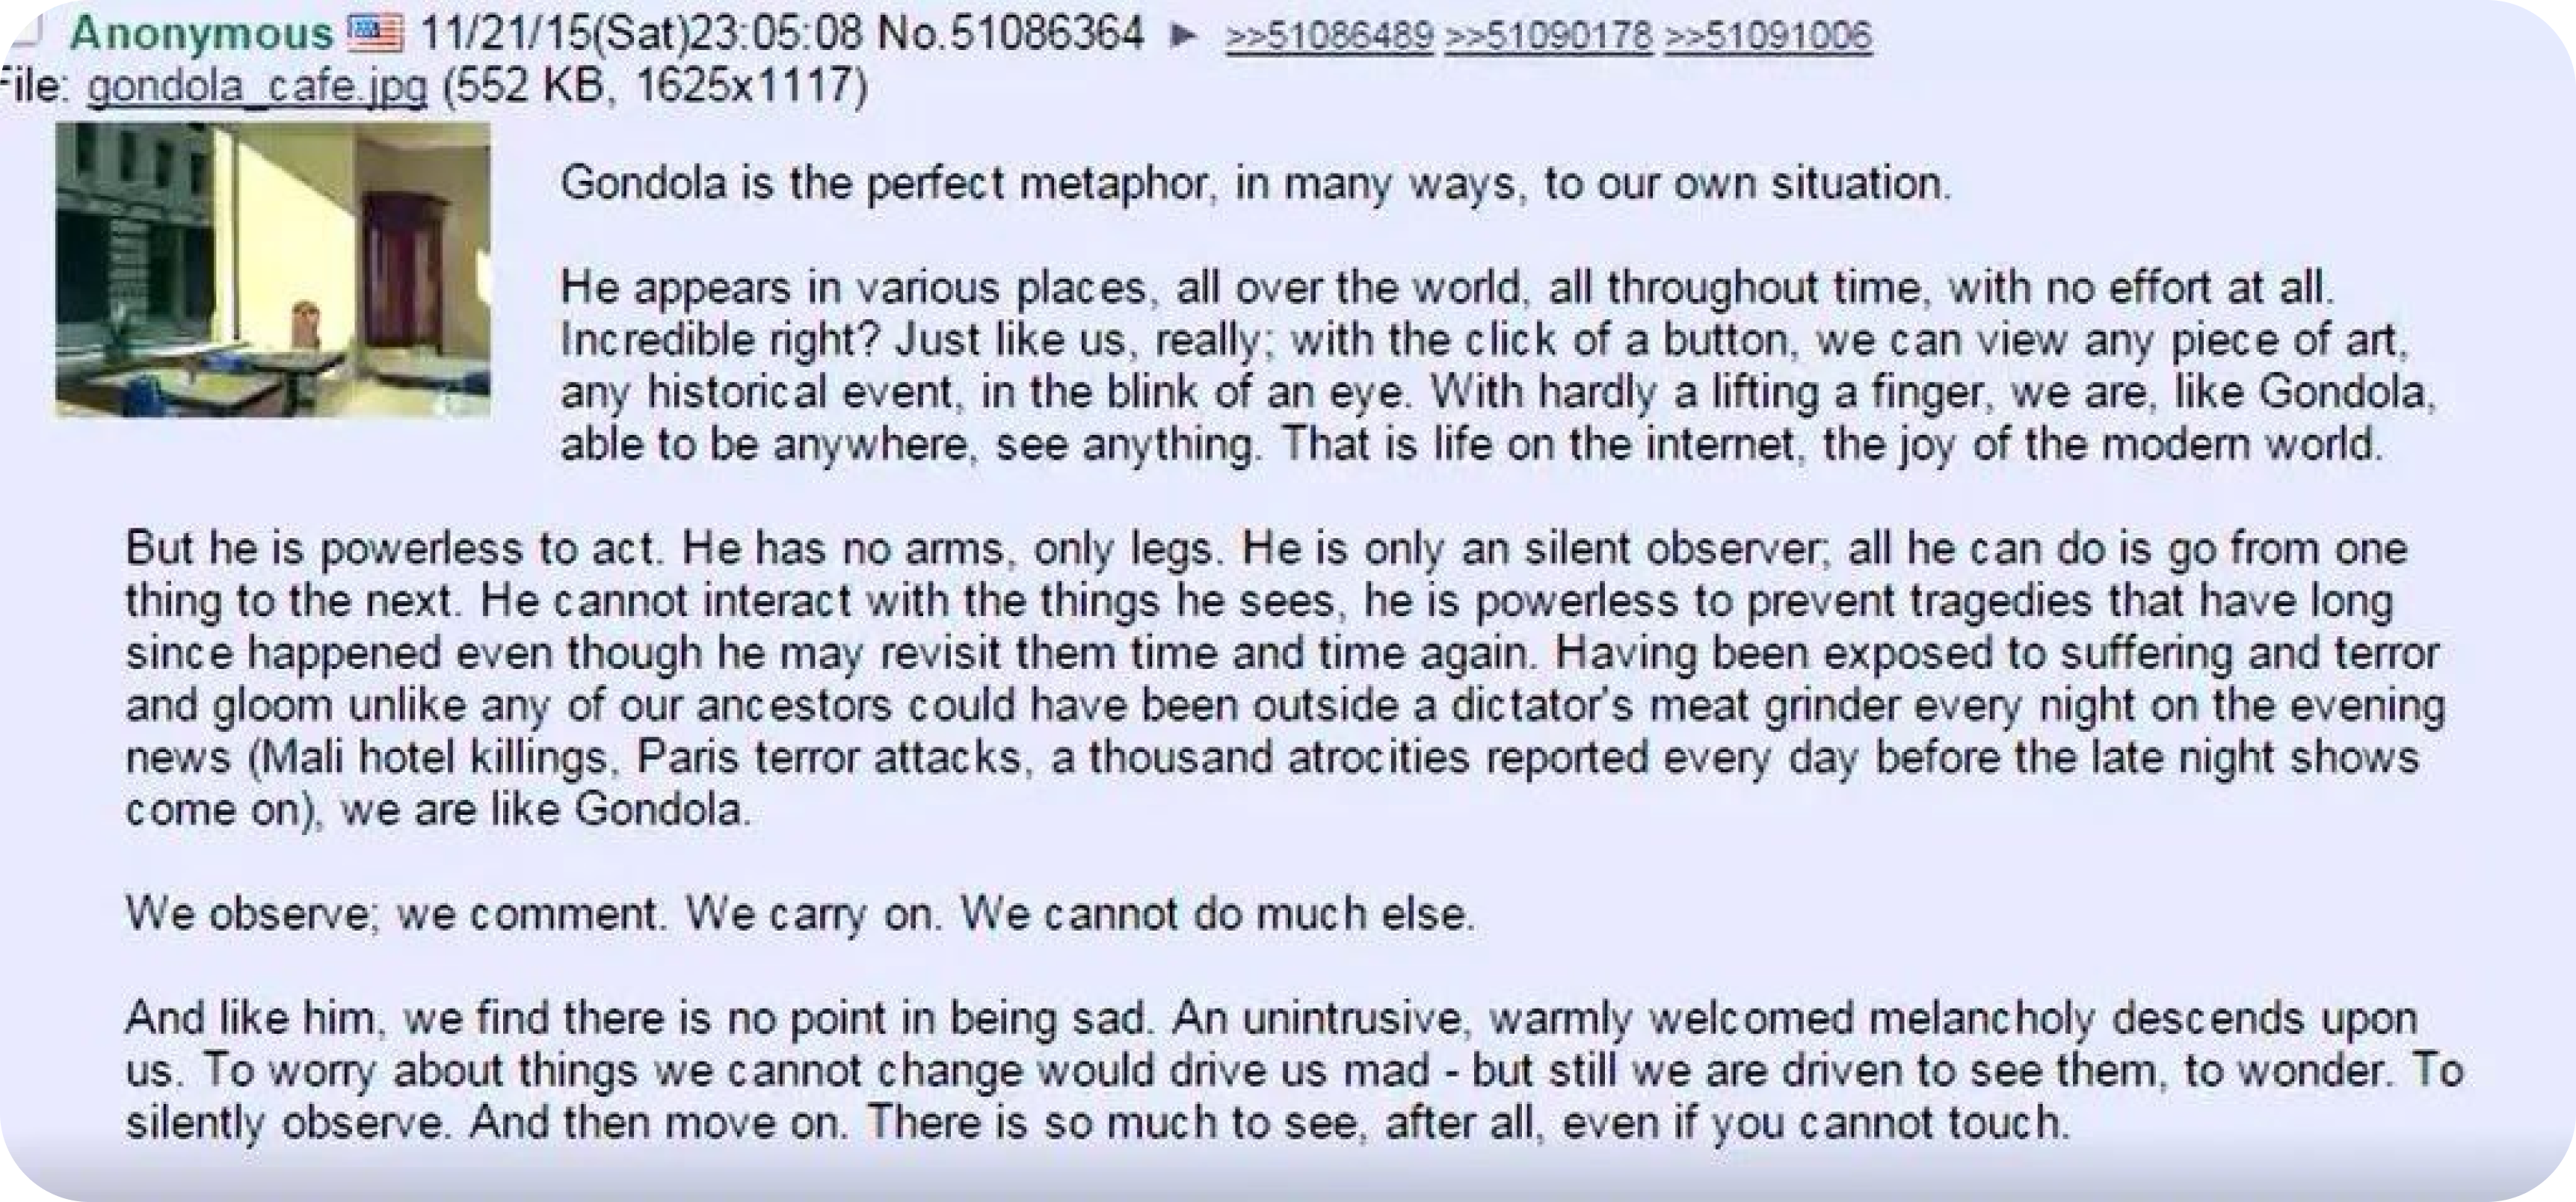 Anonymous 11/21/15(Sat)23:05:08 No.51086364 ► >>51086489 >>51090178 >>51091006
File: gondola_cafe.jpg (552 KB, 1625x1117)
Gondola is the perfect metaphor, in many ways, to our own situation.
He appears in various places, all over the world, all throughout time, with no effort at all.
Incredible right? Just like us, really; with the click of a button, we can view any piece of art,
any historical event, in the blink of an eye. With hardly a lifting a finger, we are, like Gondola,
able to be anywhere, see anything. That is life on the internet, the joy of the modern world.
But he is powerless to act. He has no arms, only legs. He is only an silent observer; all he can do is go from one
thing to the next. He cannot interact with the things he sees, he is powerless to prevent tragedies that have long
since happened even though he may revisit them time and time again. Having been exposed to suffering and terror
and gloom unlike any of our ancestors could have been outside a dictator's meat grinder every night on the evening
news (Mali hotel killings, Paris terror attacks, a thousand atrocities reported every day before the late night shows
come on), we are like Gondola.
We observe; we comment. We carry on. We cannot do much else.
And like him, we find there is no point in being sad. An unintrusive, warmly welcomed melancholy descends upon
us. To worry about things we cannot change would drive us mad - but still we are driven to see them, to wonder. To
silently observe. And then move on. There is so much to see, after all, even if you cannot touch.